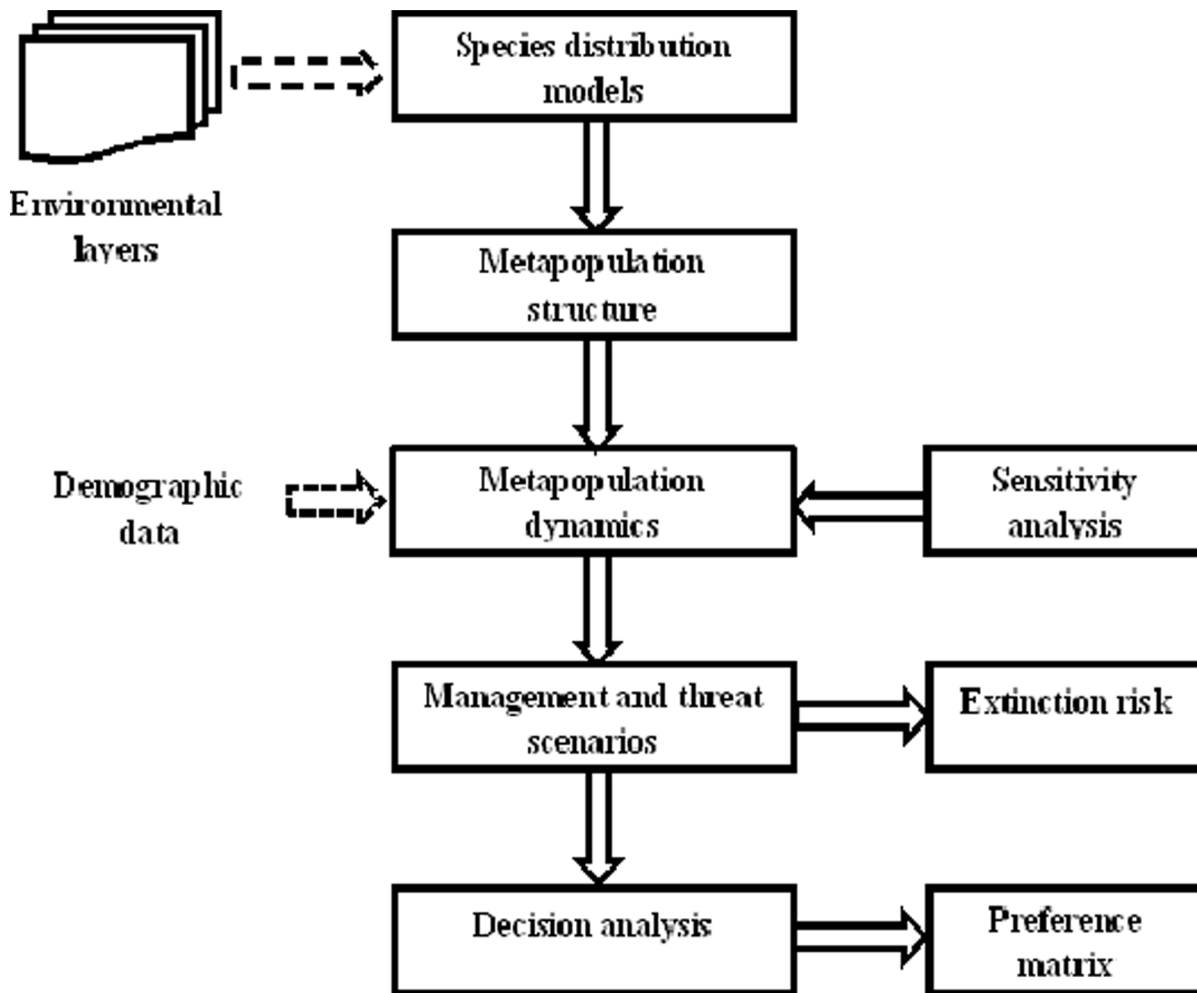 Species distribution
models
Environmental
layers
Metapopulation
structure
Demographic
data
Metapopulation
dynamics
Sensitivity
analysis
Management and threat
scenarios
Extinction risk
Decision analysis
Preference
matrix